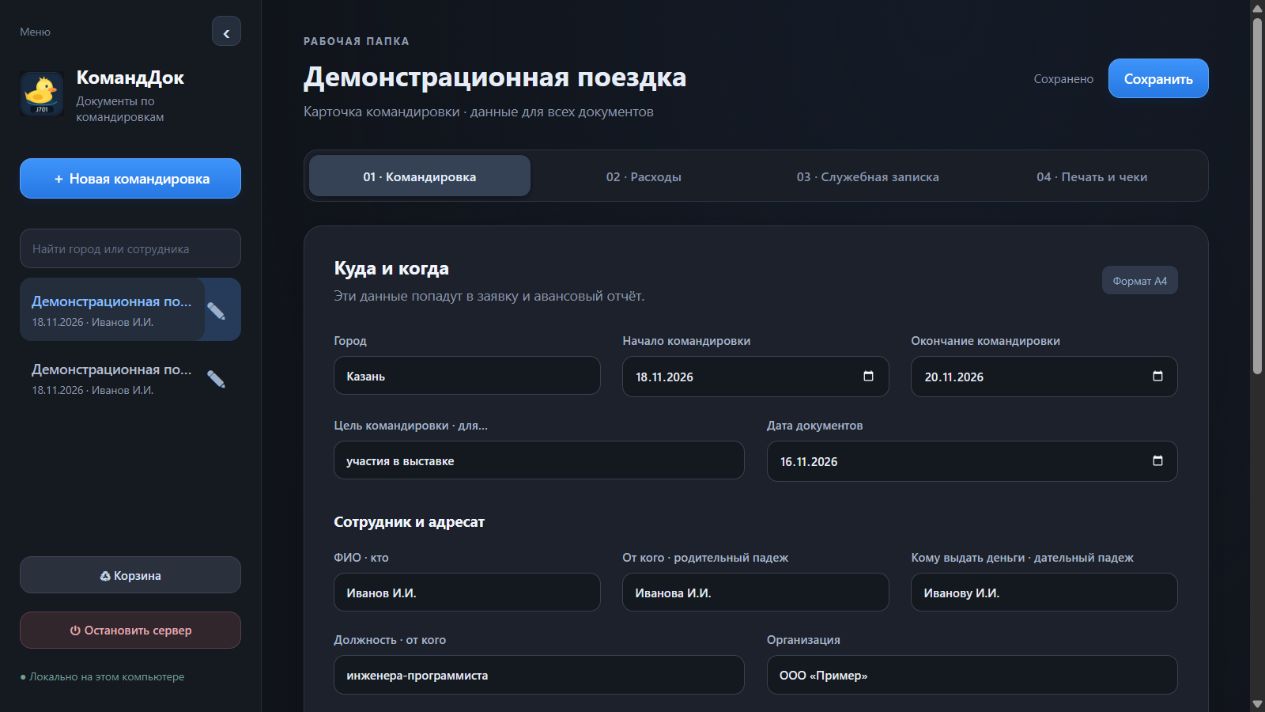 Меню
‹
J701
КомандДок
Документы по
командировкам
+ Новая командировка
Найти город или сотрудника
Демонстрационная по...
18.11.2026 · Иванов И.И.
Демонстрационная по...
18.11.2026 · Иванов И.И.
Корзина
Остановить сервер
Локально на этом компьютере
РАБОЧАЯ ПАПКА
Демонстрационная поездка
Карточка командировки · данные для всех документов
Сохранено
Сохранить
01 · Командировка
02 · Расходы
03 · Служебная записка
04 · Печать и чеки
Куда и когда
Эти данные попадут в заявку и авансовый отчёт.
Формат А4
Город
Начало командировки
Окончание командировки
Казань
18.11.2026
20.11.2026
Цель командировки · для...
Дата документов
участия в выставке
16.11.2026
Сотрудник и адресат
ФИО · кто
От кого · родительный падеж
Кому выдать деньги · дательный падеж
Иванов И.И.
Иванова И.И.
Иванову И.И.
Должность · от кого
Организация
инженера-программиста
ООО «Пример»